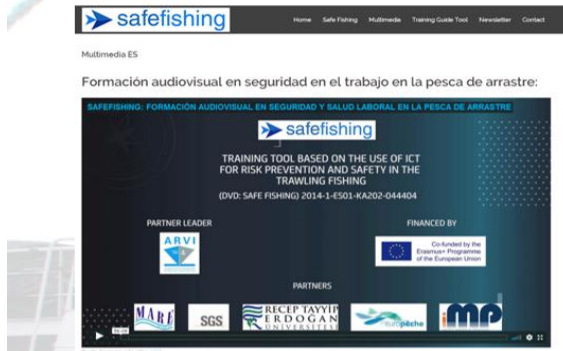 safefishing
Home Safe Fishing Multimedia Training Guide Tool Newsletter Contact
Multimedia ES
Formación audiovisual en seguridad en el trabajo en la pesca de arrastre:
SAFEFISHING: FORMACIÓN AUDIOVISUAL EN SEGURIDAD Y SALUD LABORAL EN LA PESCA DE ARRASTRE
safefishing
TRAINING TOOL BASED ON THE USE OF ICT
FOR RISK PREVENTION AND SAFETY IN THE
TRAWLING FISHING
(DVD: SAFE FISHING) 2014-1-ES01-KA202-044404
PARTNER LEADER
FINANCED BY
ARVI
Co-funded by the
Erasmus+ Programme
of the European Union
PARTNERS
MARE
SGS
RECEP TAYYİP
ERDOĞAN
ÜNİVERSİTESİ
europêche
imp